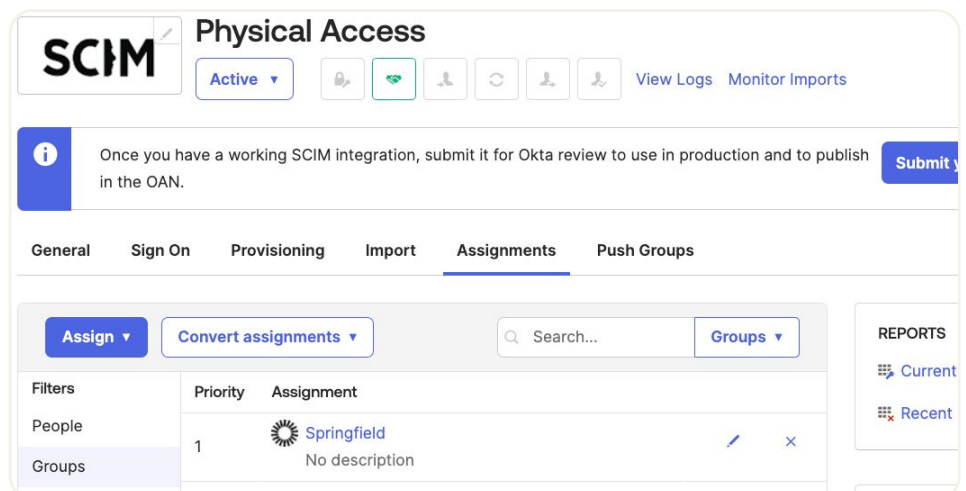 SCIM
Physical Access
Active
View Logs
Monitor Imports
Once you have a working SCIM integration, submit it for Okta review to use in production and to publish
in the OAN.
Submit y
General
Sign On
Provisioning
Import
Assignments
Push Groups
Assign
Convert assignments
Search...
Groups
REPORTS
Current
Recent
Filters
Priority
Assignment
People
Groups
1
Springfield
No description